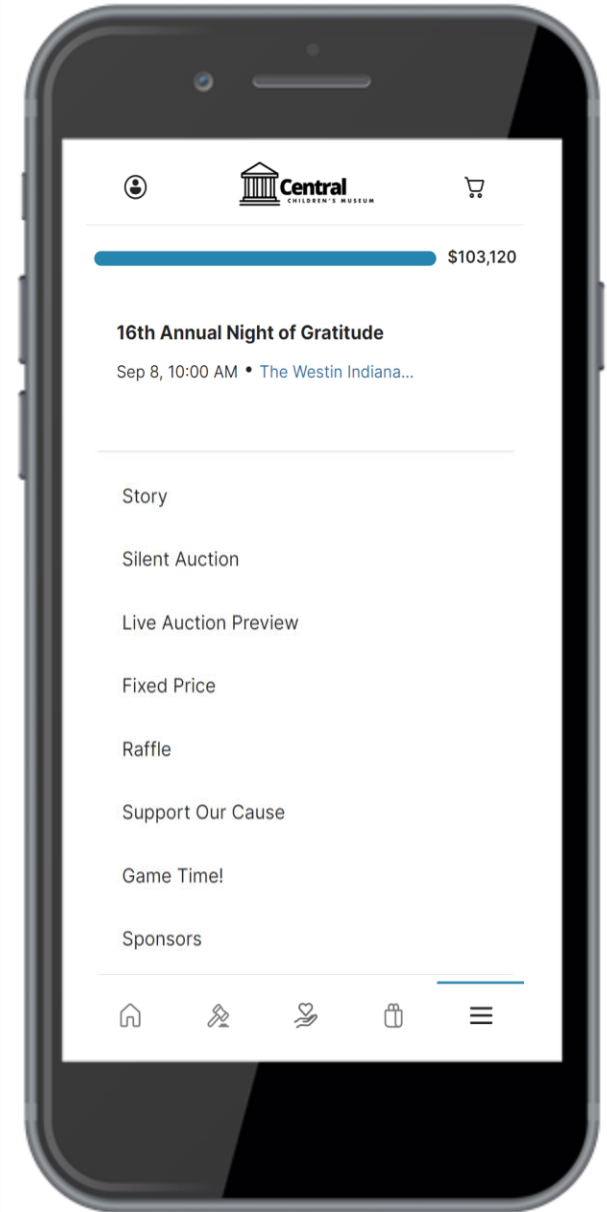 Central
CHILDREN'S MUSEUM
$103,120
16th Annual Night of Gratitude
Sep 8, 10:00 AM • The Westin Indiana...
Story
Silent Auction
Live Auction Preview
Fixed Price
Raffle
Support Our Cause
Game Time!
Sponsors